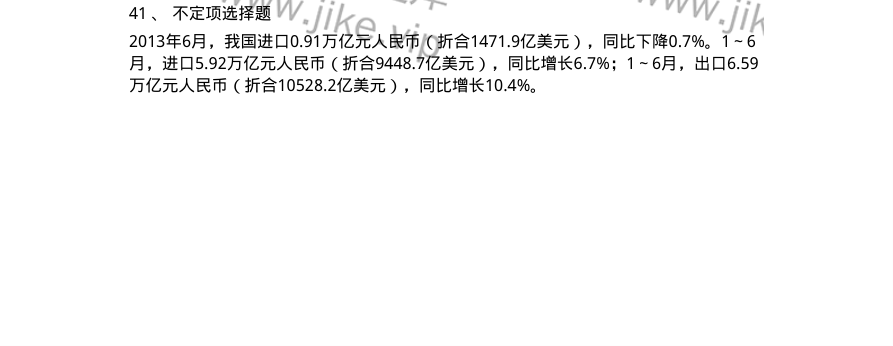 www.jike.vip
www.jik
41 、 不定项选择题
2013年6月，我国进口0.91万亿元人民币（折合1471.9亿美元），同比下降0.7%。1～6
月，进口5.92万亿元人民币（折合9448.7亿美元），同比增长6.7%；1～6月，出口6.59
万亿元人民币（折合10528.2亿美元），同比增长10.4%。